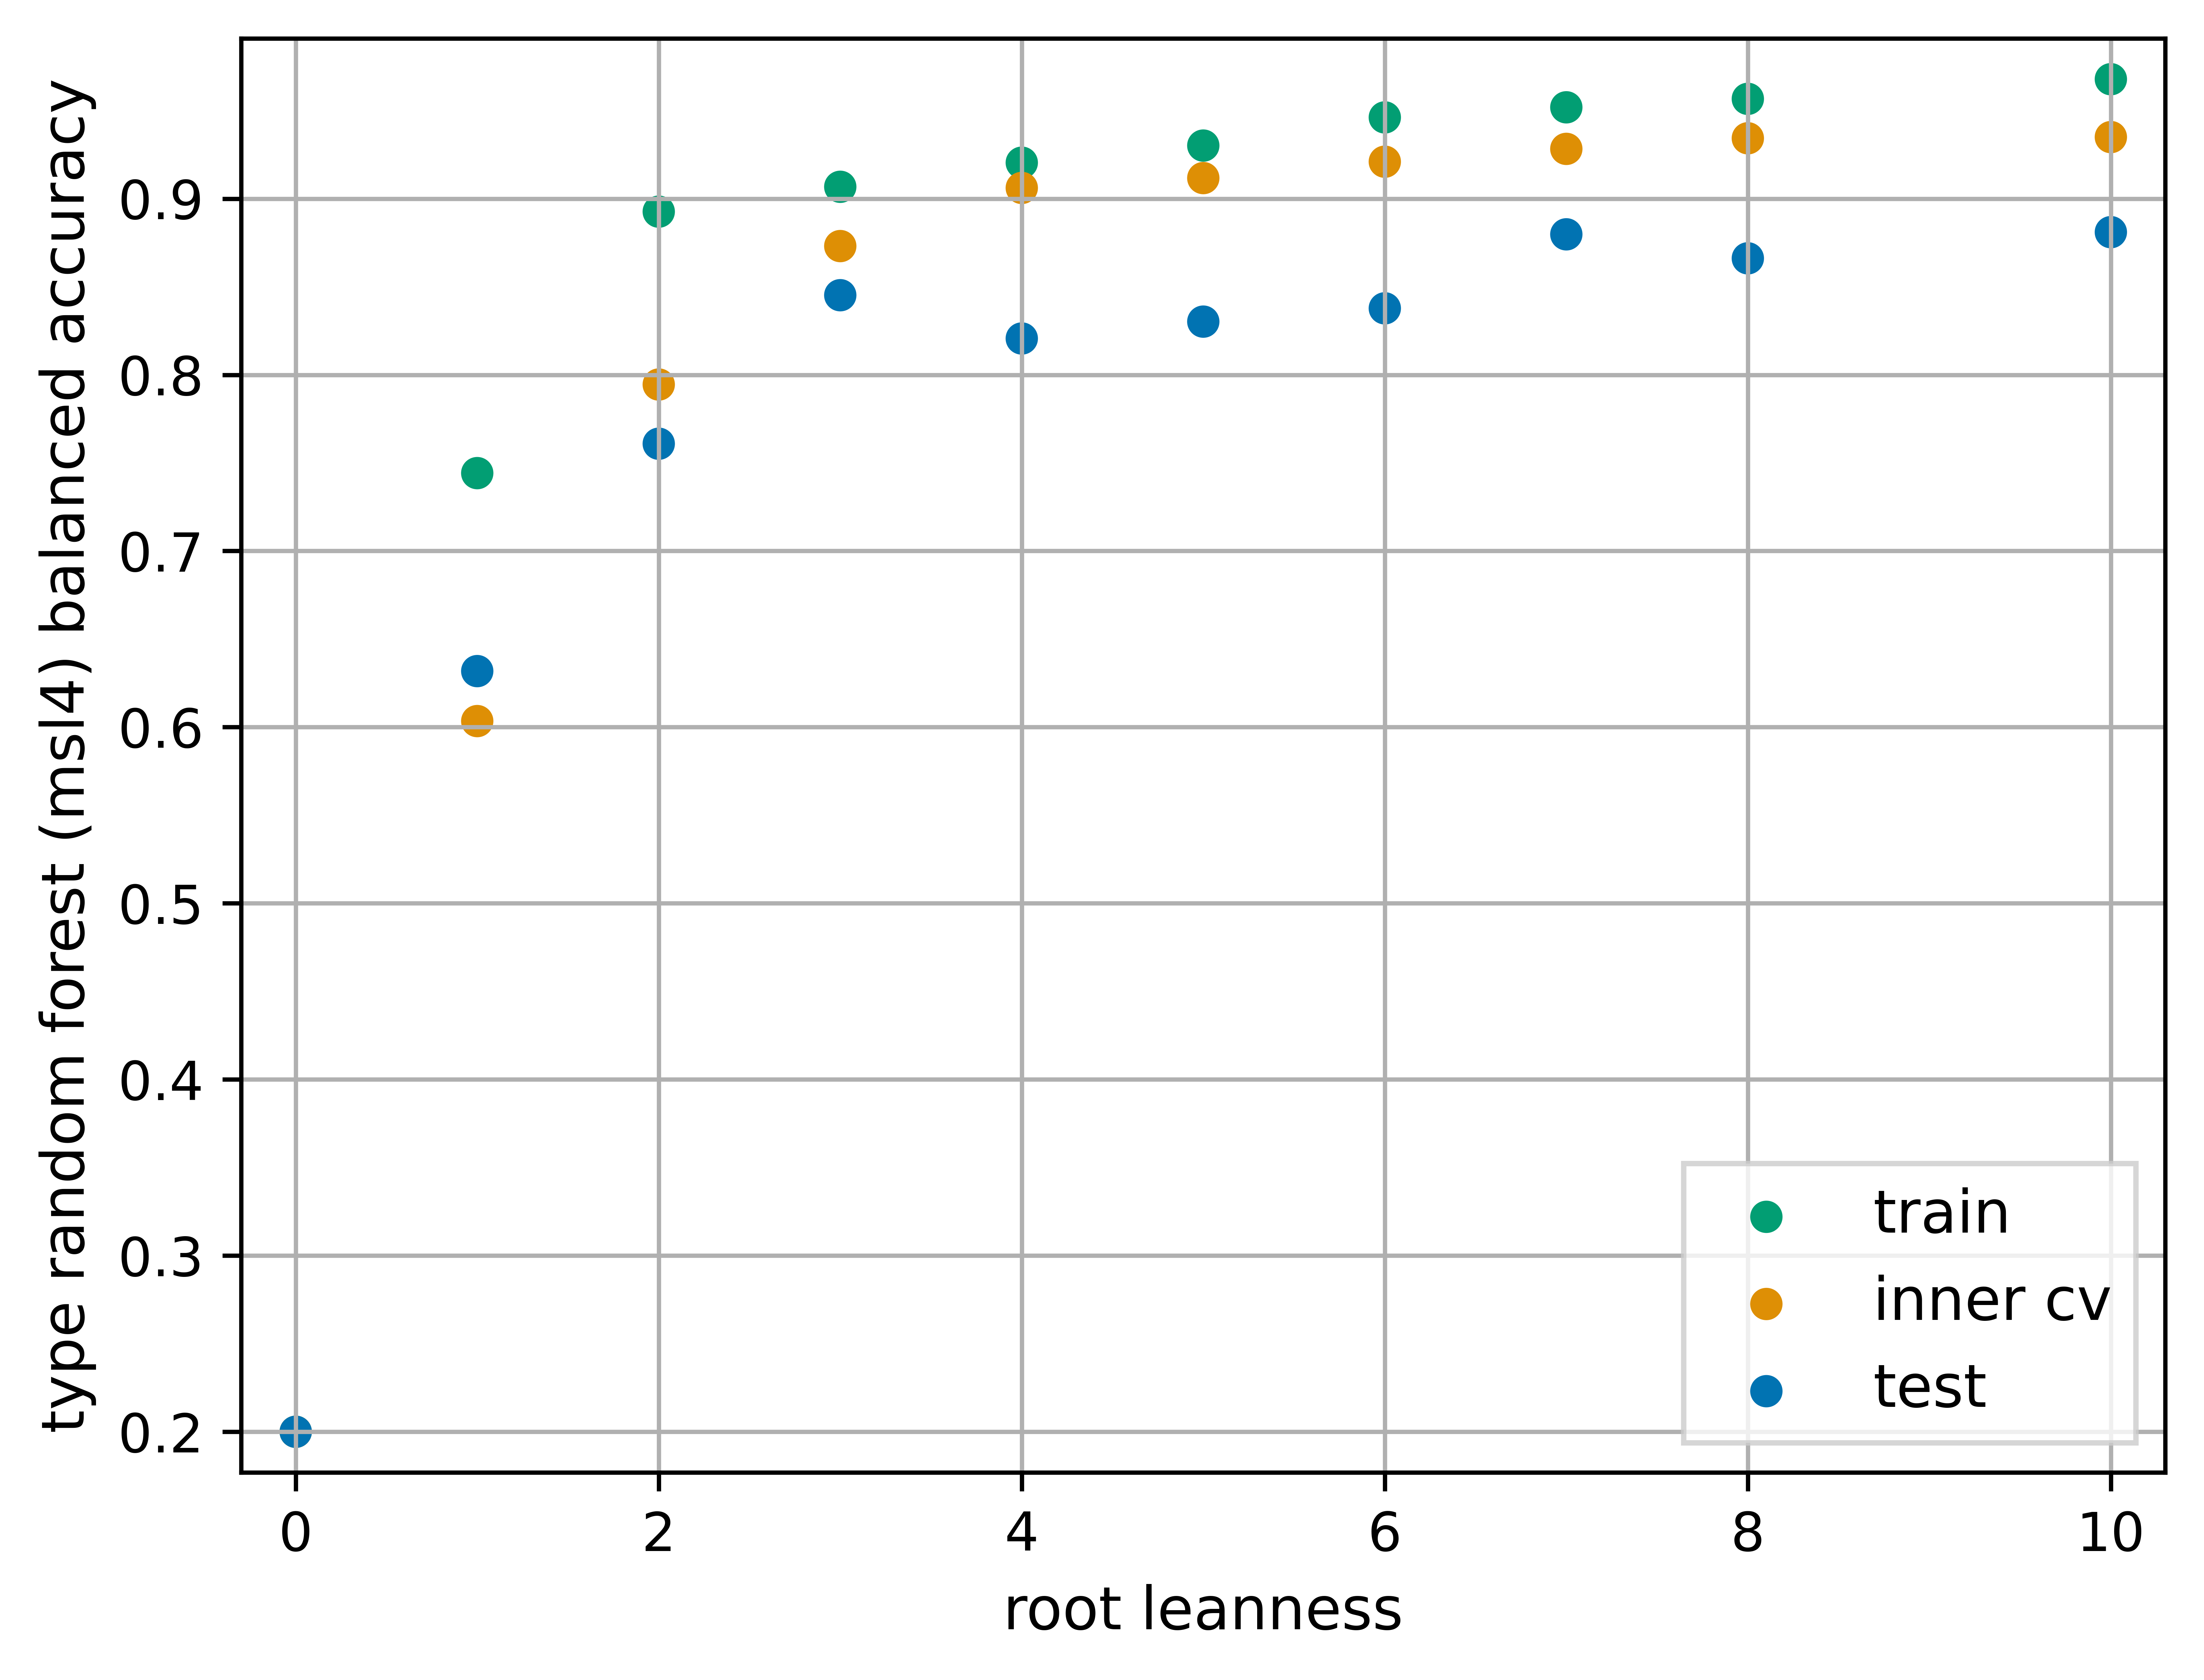 type random forest (msl4) balanced accuracy
0.9
0.8
0.7
0.6
0.5
0.4
0.3
0.2
train
inner cv
test
0 2 4 6 8 10
root leanness